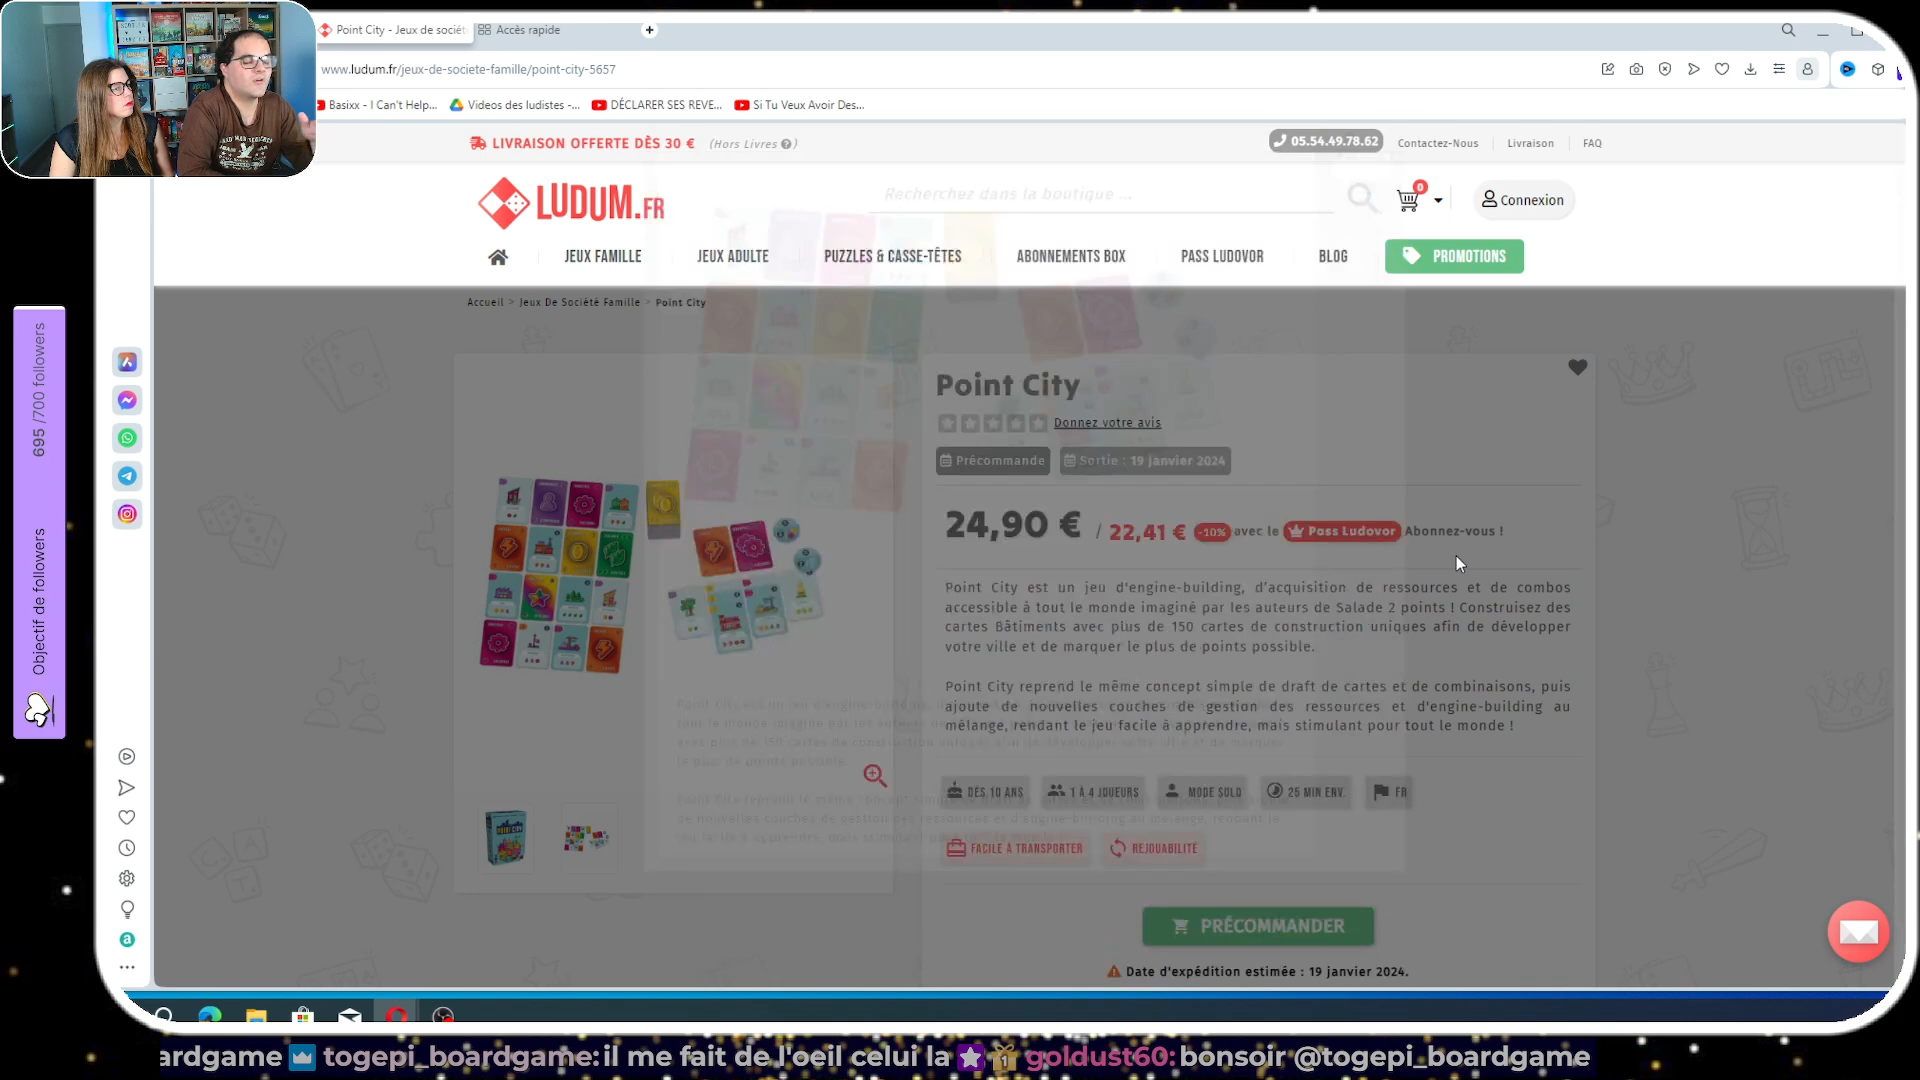 Point City - Jeux de sociét
Accès rapide
www.ludum.fr/jeux-de-societe-famille/point-city-5657
Basixx - I Can't Help...
Videos des ludistes -...
DÉCLARER SES REVE...
Si Tu Veux Avoir Des...
LIVRAISON OFFERTE DÈS 30 € (Hors Livres ?)
05.54.49.78.62
Contactez-Nous
Livraison
FAQ
LUDUM.FR
Recherchez dans la boutique ...
0
Connexion
JEUX FAMILLE
JEUX ADULTE
PUZZLES & CASSE-TÊTES
ABONNEMENTS BOX
PASS LUDOVOR
BLOG
PROMOTIONS
Accueil > Jeux De Société Famille > Point City
Point City
Donnez votre avis
Précommande
Sortie : 19 janvier 2024
24,90 € / 22,41 € -10% avec le Pass Ludovor Abonnez-vous !
Point City est un jeu d'engine-building, d'acquisition de ressources et de combos
accessible à tout le monde imaginé par les auteurs de Salade 2 points ! Construisez des
cartes Bâtiments avec plus de 150 cartes de construction uniques afin de développer
votre ville et de marquer le plus de points possible.
Point City reprend le même concept simple de draft de cartes et de combinaisons, puis
ajoute de nouvelles couches de gestion des ressources et d'engine-building au
mélange, rendant le jeu facile à apprendre, mais stimulant pour tout le monde !
DÈS 10 ANS
1 À 4 JOUEURS
MODE SOLO
25 MIN ENV.
FR
FACILE À TRANSPORTER
REJOUABILITÉ
PRÉCOMMANDER
Date d'expédition estimée : 19 janvier 2024.
695 /700 followers
Objectif de followers
ardgame togepi_boardgame: il me fait de l'oeil celui la 1 goldust60: bonsoir @togepi_boardgame